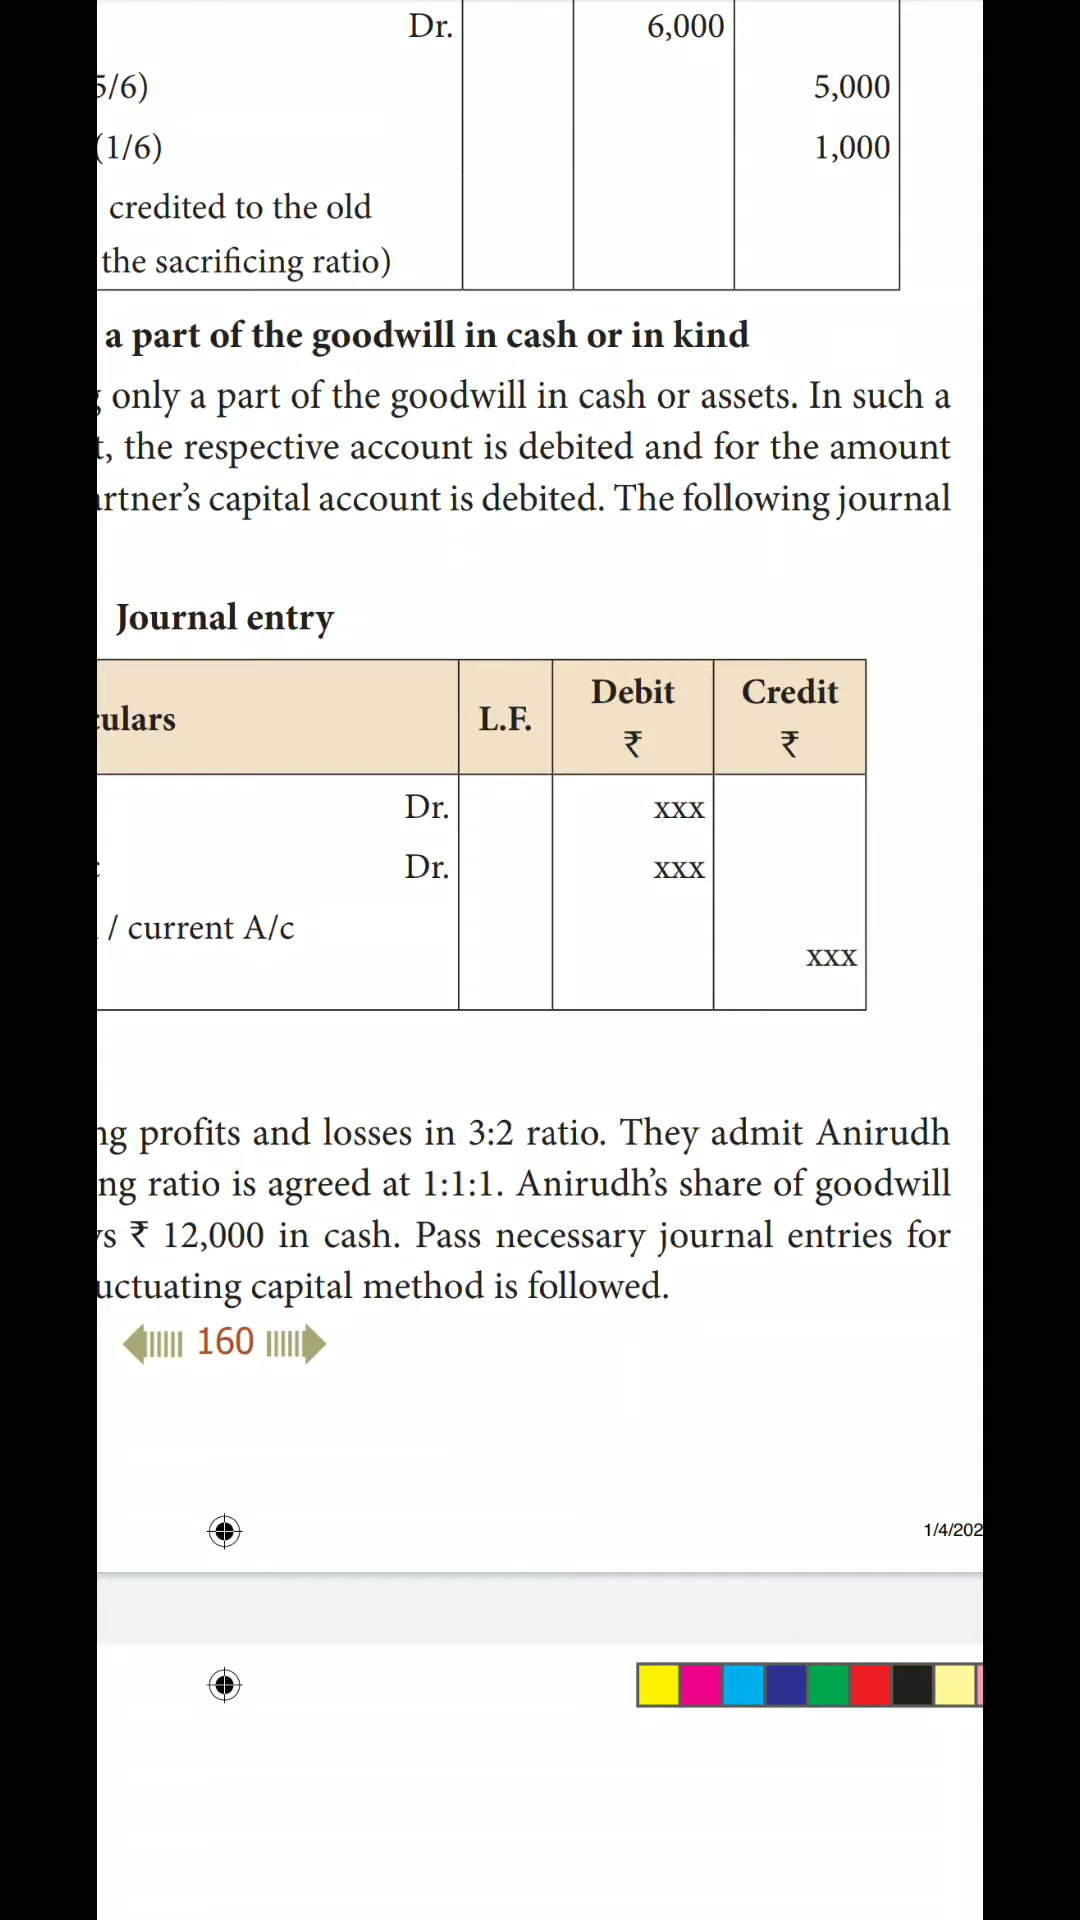 Dr. 6,000
5/6) 5,000
(1/6) 1,000
credited to the old
the sacrificing ratio)
a part of the goodwill in cash or in kind
only a part of the goodwill in cash or assets. In such a
t, the respective account is debited and for the amount
artner’s capital account is debited. The following journal
Journal entry
culars L.F. Debit ₹ Credit ₹
Dr. xxx
Dr. xxx
/ current A/c
xxx
ng profits and losses in 3:2 ratio. They admit Anirudh
ng ratio is agreed at 1:1:1. Anirudh’s share of goodwill
ys ₹ 12,000 in cash. Pass necessary journal entries for
uctuating capital method is followed.
160
1/4/202